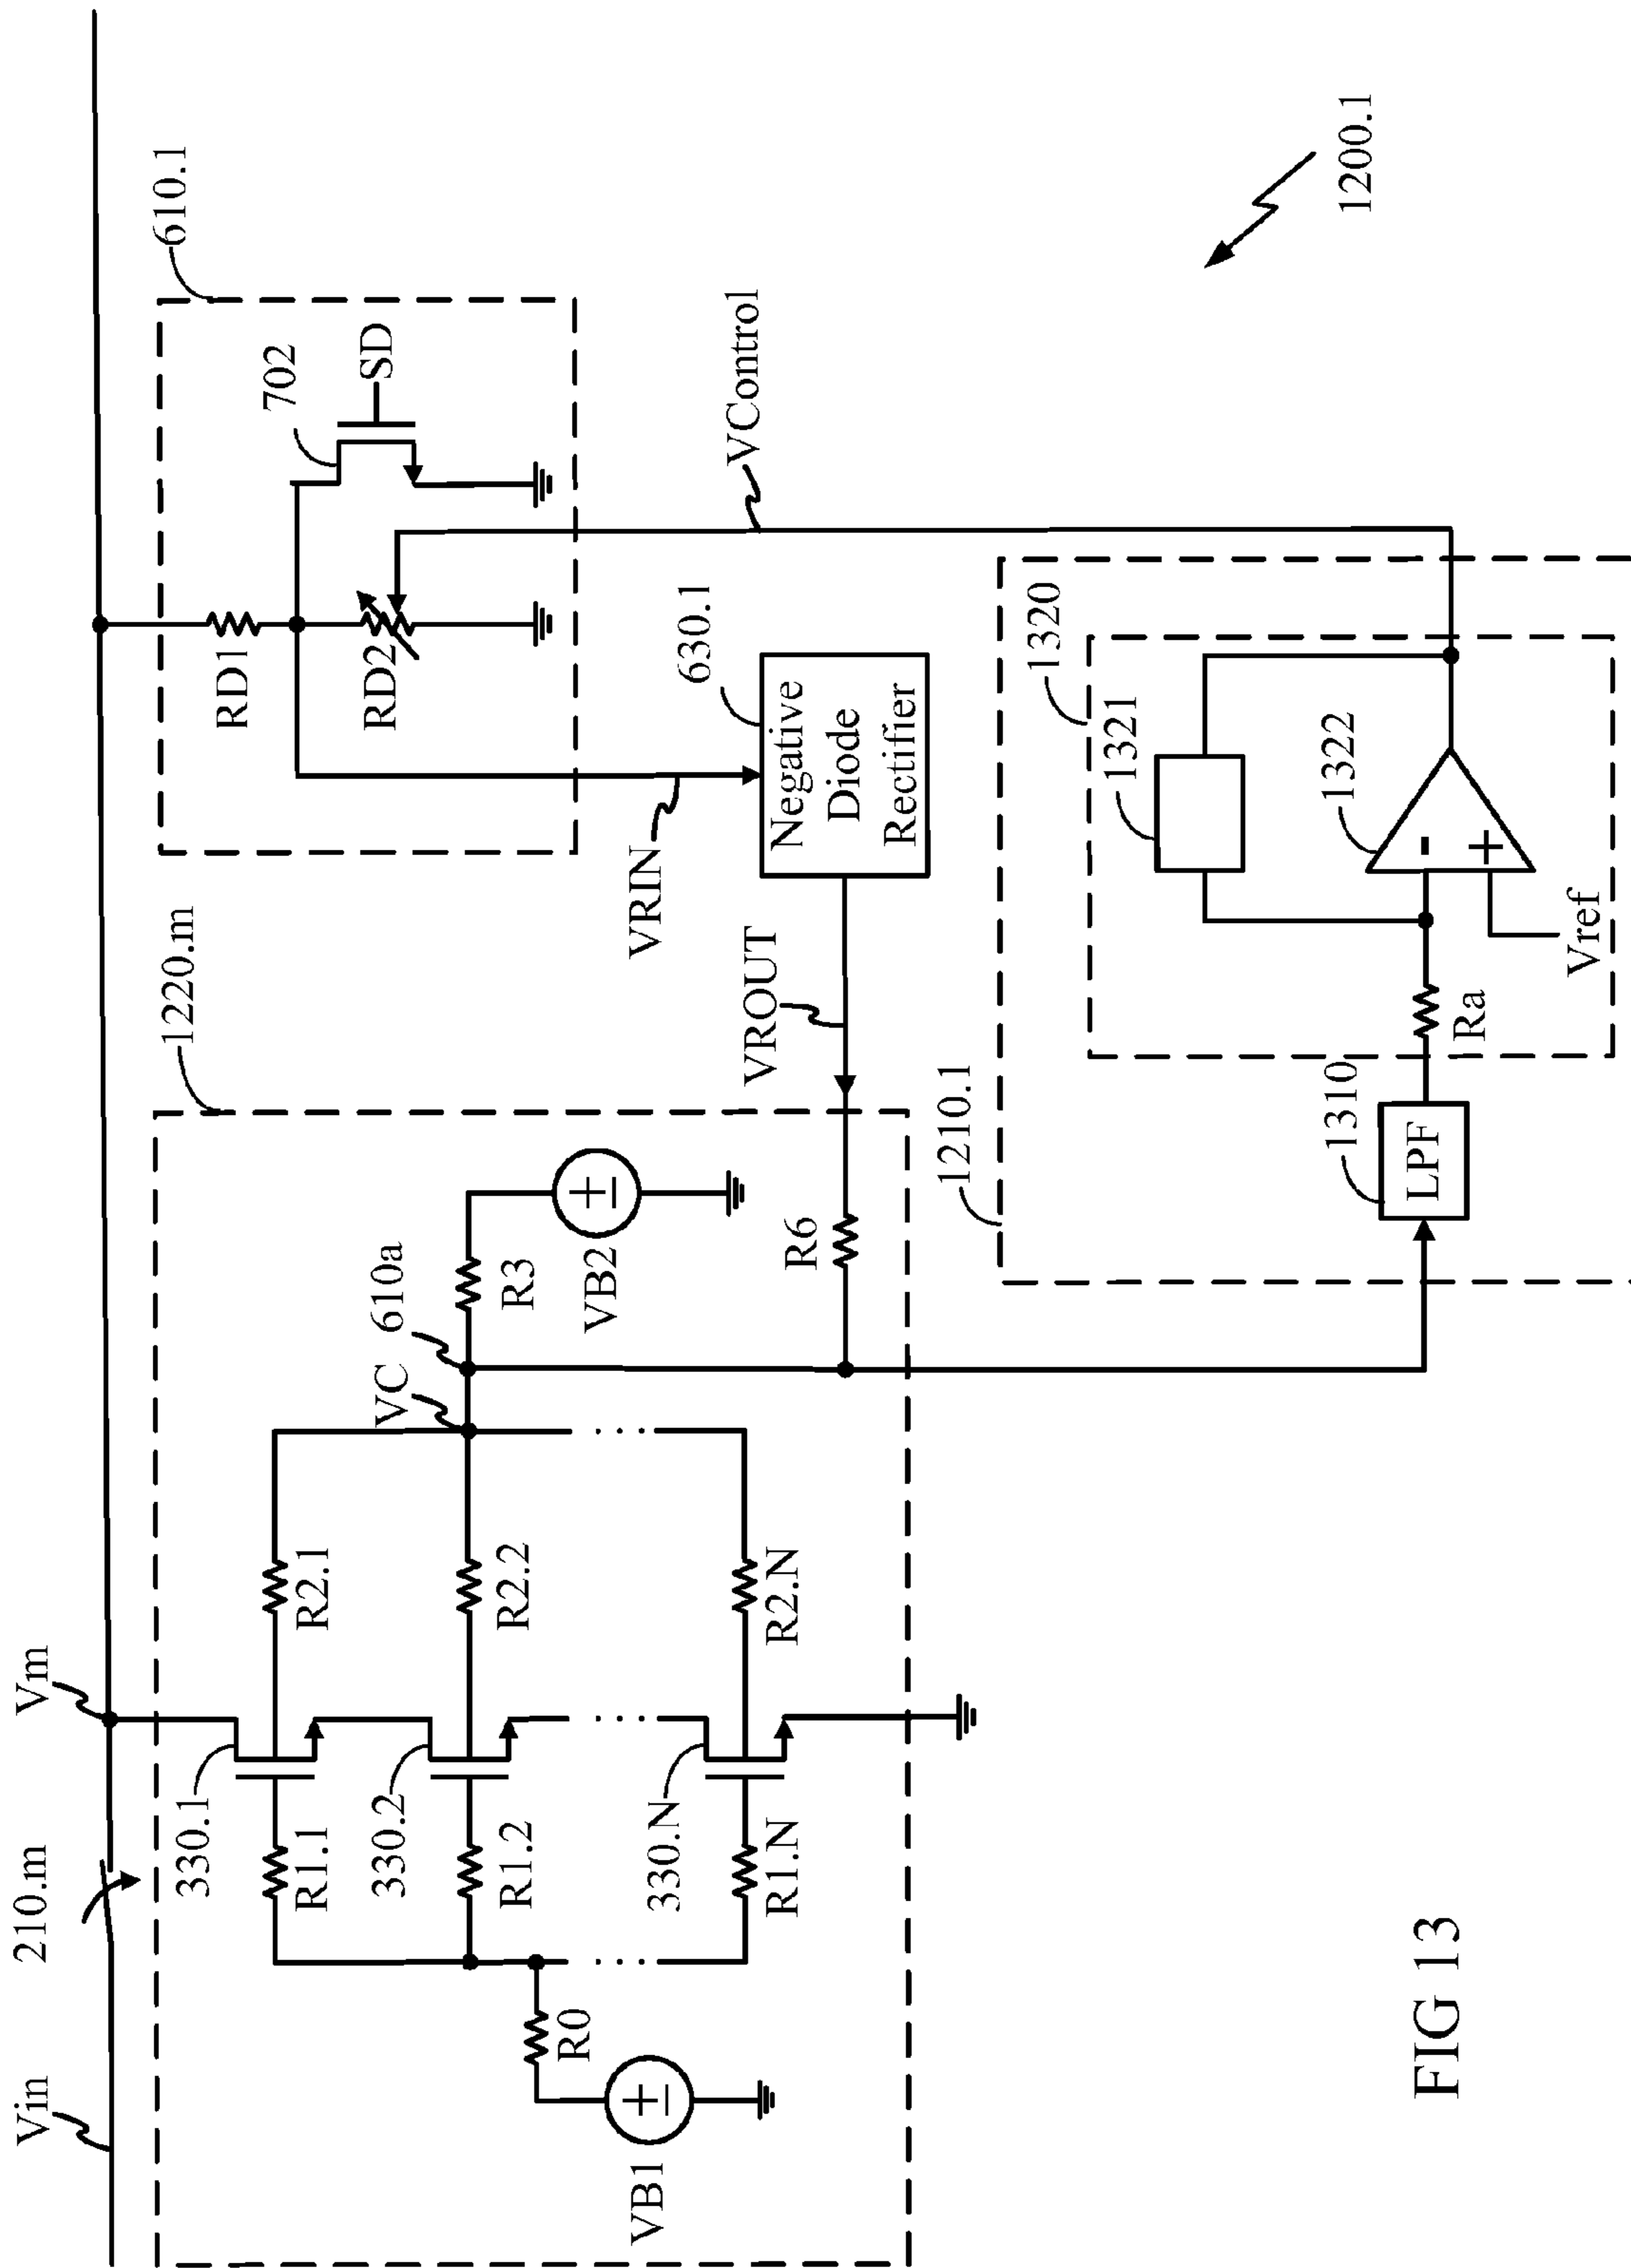 Vin
210.m
Vm
330.1
R1.1
R2.1
330.2
R1.2
R2.2
330.N
R1.N
R2.N
R0
VB1
+
−
VC
610a
R3
VB2
+
−
R6
1220.m
VROUT
VRIN
Negative
Diode
Rectifier
630.1
RD1
RD2
702
SD
610.1
VControl
1210.1
1310
LPF
Ra
1320
1321
1322
-
+
Vref
1200.1
FIG 13